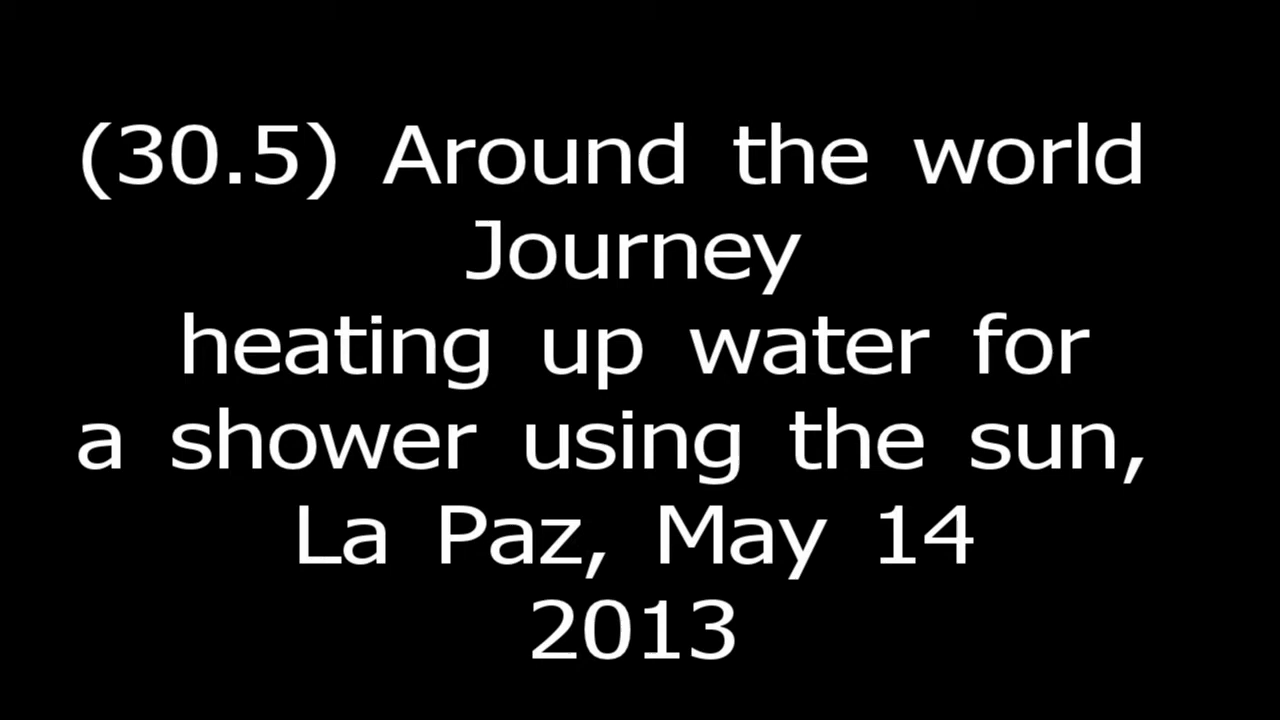 (30.5) Around the world
Journey
heating up water for
a shower using the sun,
La Paz, May 14
2013